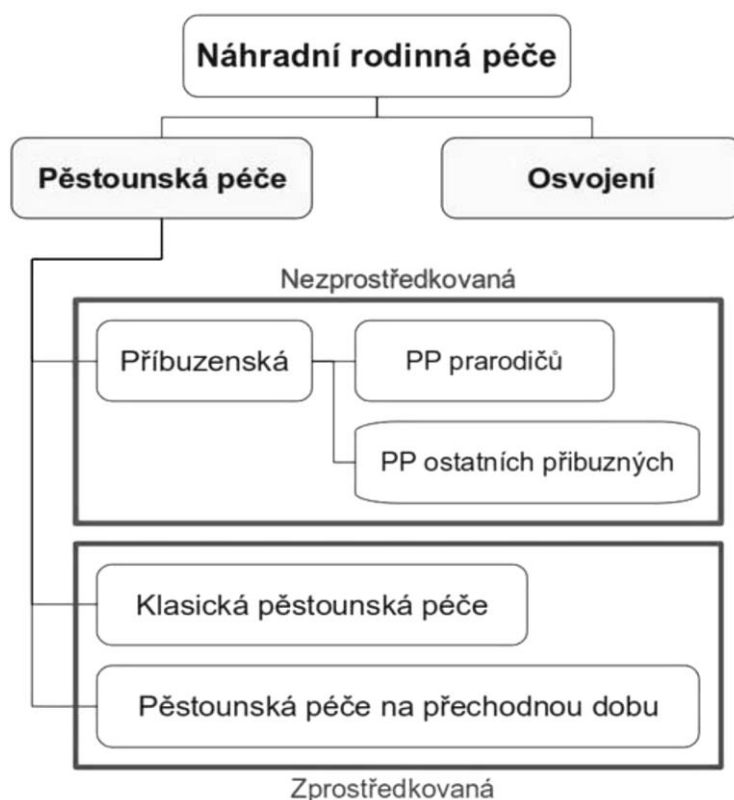 Náhradní rodinná péče
Pěstounská péče
Osvojení
Nezprostředkovaná
Příbuzenská
PP prarodičů
PP ostatních přibuzných
Klasická pěstounská péče
Pěstounská péče na přechodnou dobu
Zprostředkovaná